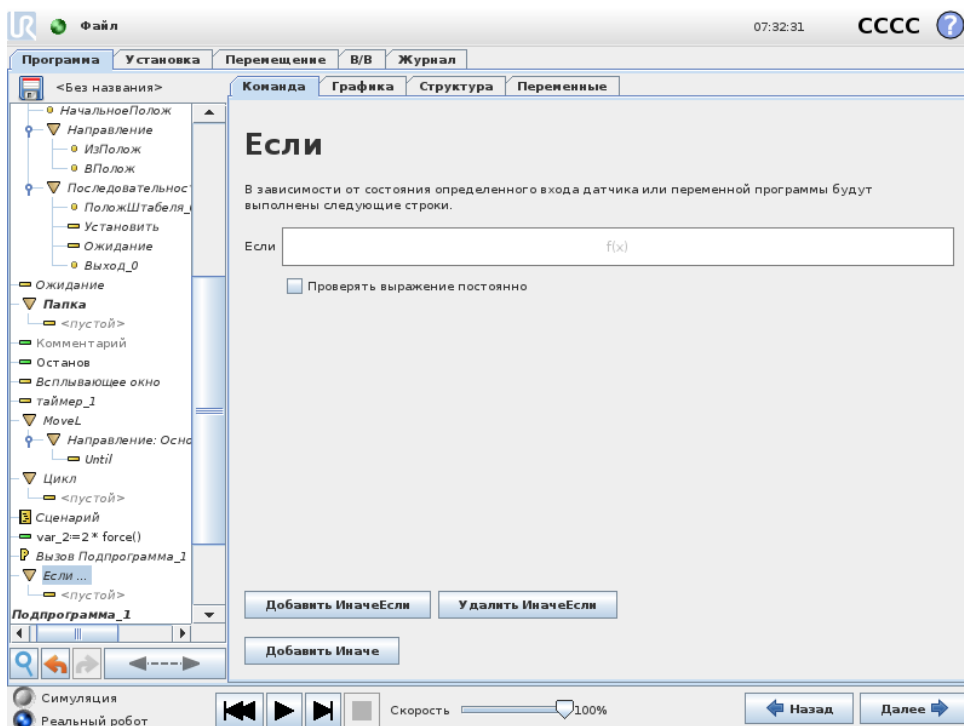 UR Файл 07:32:31 CCCC ?
Программа Установка Перемещение В/В Журнал
<Без названия> Команда Графика Структура Переменные
НачальноеПолож
Направление
ИзПолож
ВПолож
Последовательнос
ПоложШтабеля_
Установить
Ожидание
Выход_0
Ожидание
Папка
<пустой>
Комментарий
Останов
Всплывающее окно
таймер_1
MoveL
Направление: Осно
Until
Цикл
<пустой>
Сценарий
var_2:=2 * force()
Вызов Подпрограмма_1
Если ...
<пустой>
Подпрограмма_1
Если
В зависимости от состояния определенного входа датчика или переменной программы будут
выполнены следующие строки.
Если f(x)
Проверять выражение постоянно
Добавить ИначеЕсли Удалить ИначеЕсли
Добавить Иначе
Симуляция
Реальный робот
Скорость 100%
Назад Далее